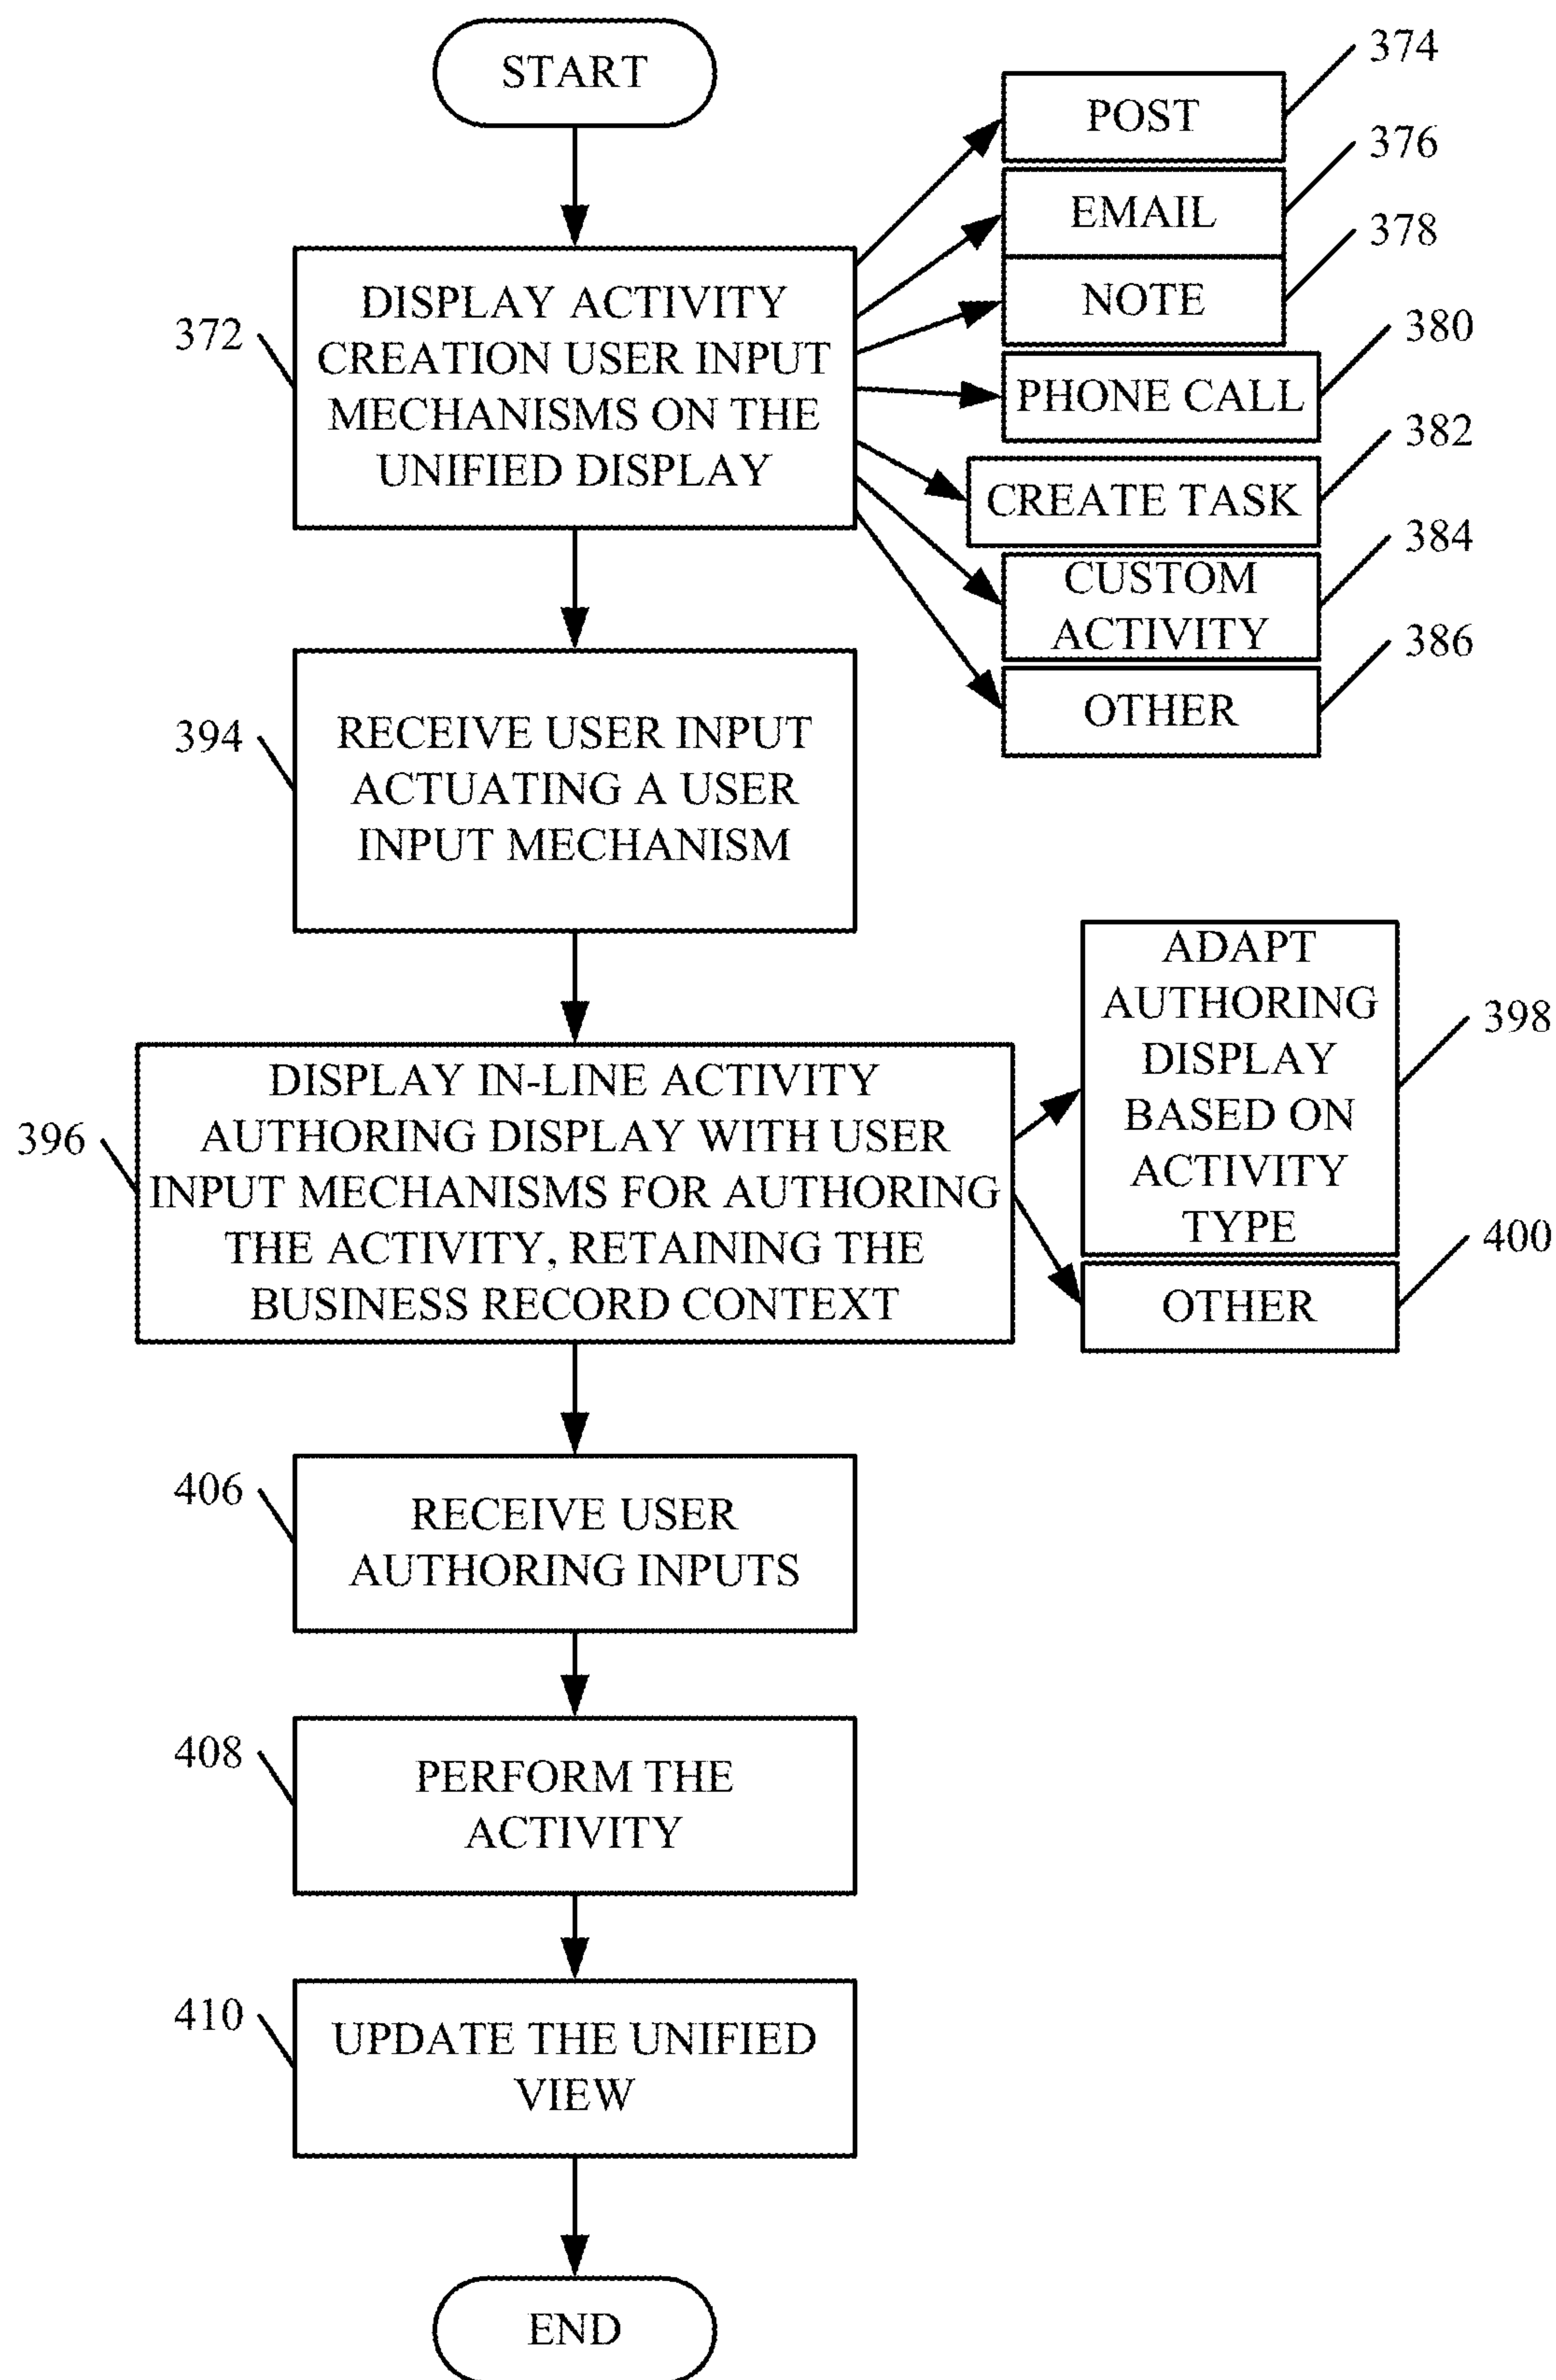 START
374
POST
376
EMAIL
378
NOTE
372
DISPLAY ACTIVITY
CREATION USER INPUT
MECHANISMS ON THE
UNIFIED DISPLAY
380
PHONE CALL
382
CREATE TASK
384
CUSTOM
ACTIVITY
386
OTHER
394
RECEIVE USER INPUT
ACTUATING A USER
INPUT MECHANISM
396
DISPLAY IN-LINE ACTIVITY
AUTHORING DISPLAY WITH USER
INPUT MECHANISMS FOR AUTHORING
THE ACTIVITY, RETAINING THE
BUSINESS RECORD CONTEXT
ADAPT
AUTHORING
DISPLAY
BASED ON
ACTIVITY
TYPE
398
400
OTHER
406
RECEIVE USER
AUTHORING INPUTS
408
PERFORM THE
ACTIVITY
410
UPDATE THE UNIFIED
VIEW
END